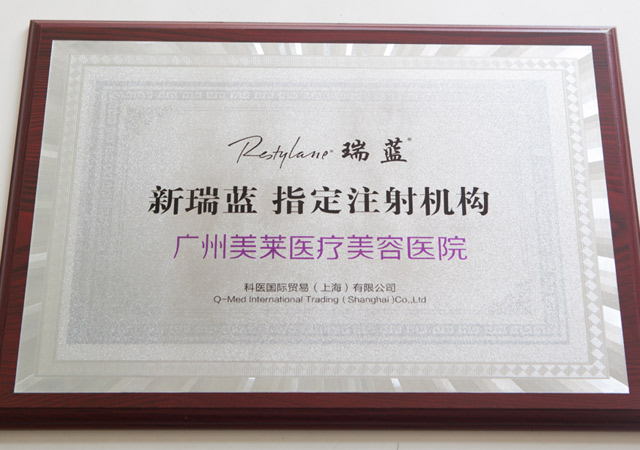 Restylane® 瑞蓝®
新瑞蓝 指定注射机构
广州美莱医疗美容医院
科医国际贸易（上海）有限公司
Q-Med International Trading ( Shanghai )Co.,Ltd